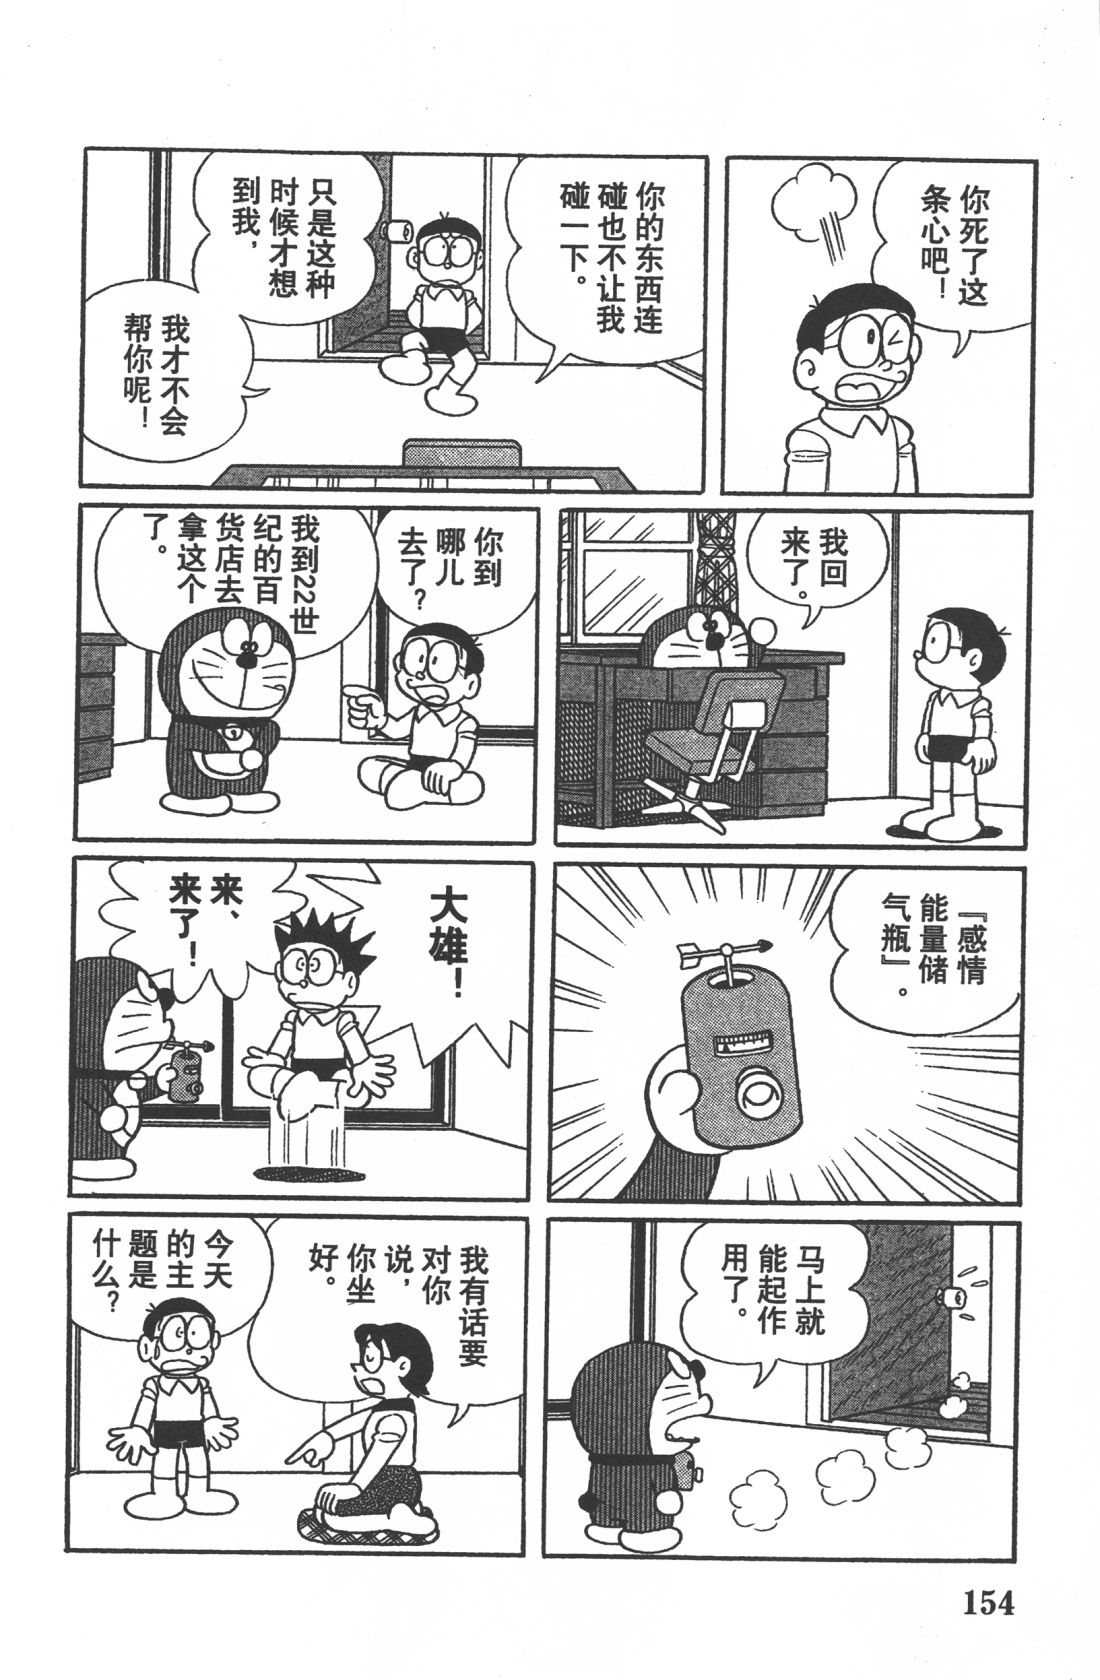 你死了这
条心吧！
你的东西连
碰也不让我
碰一下。
只是这种
时候才想
到我，
我才不会
帮你呢！
我回
来了。
你到
哪儿
去了？
我到22世
纪的百
货店去
拿这个
了。
『感情
能量储
气瓶』。
大雄！
来、
来了！
马上就
能起作
用了。
我有话要
对你
说，
你坐
好。
今天
的主
题是
什么？
154